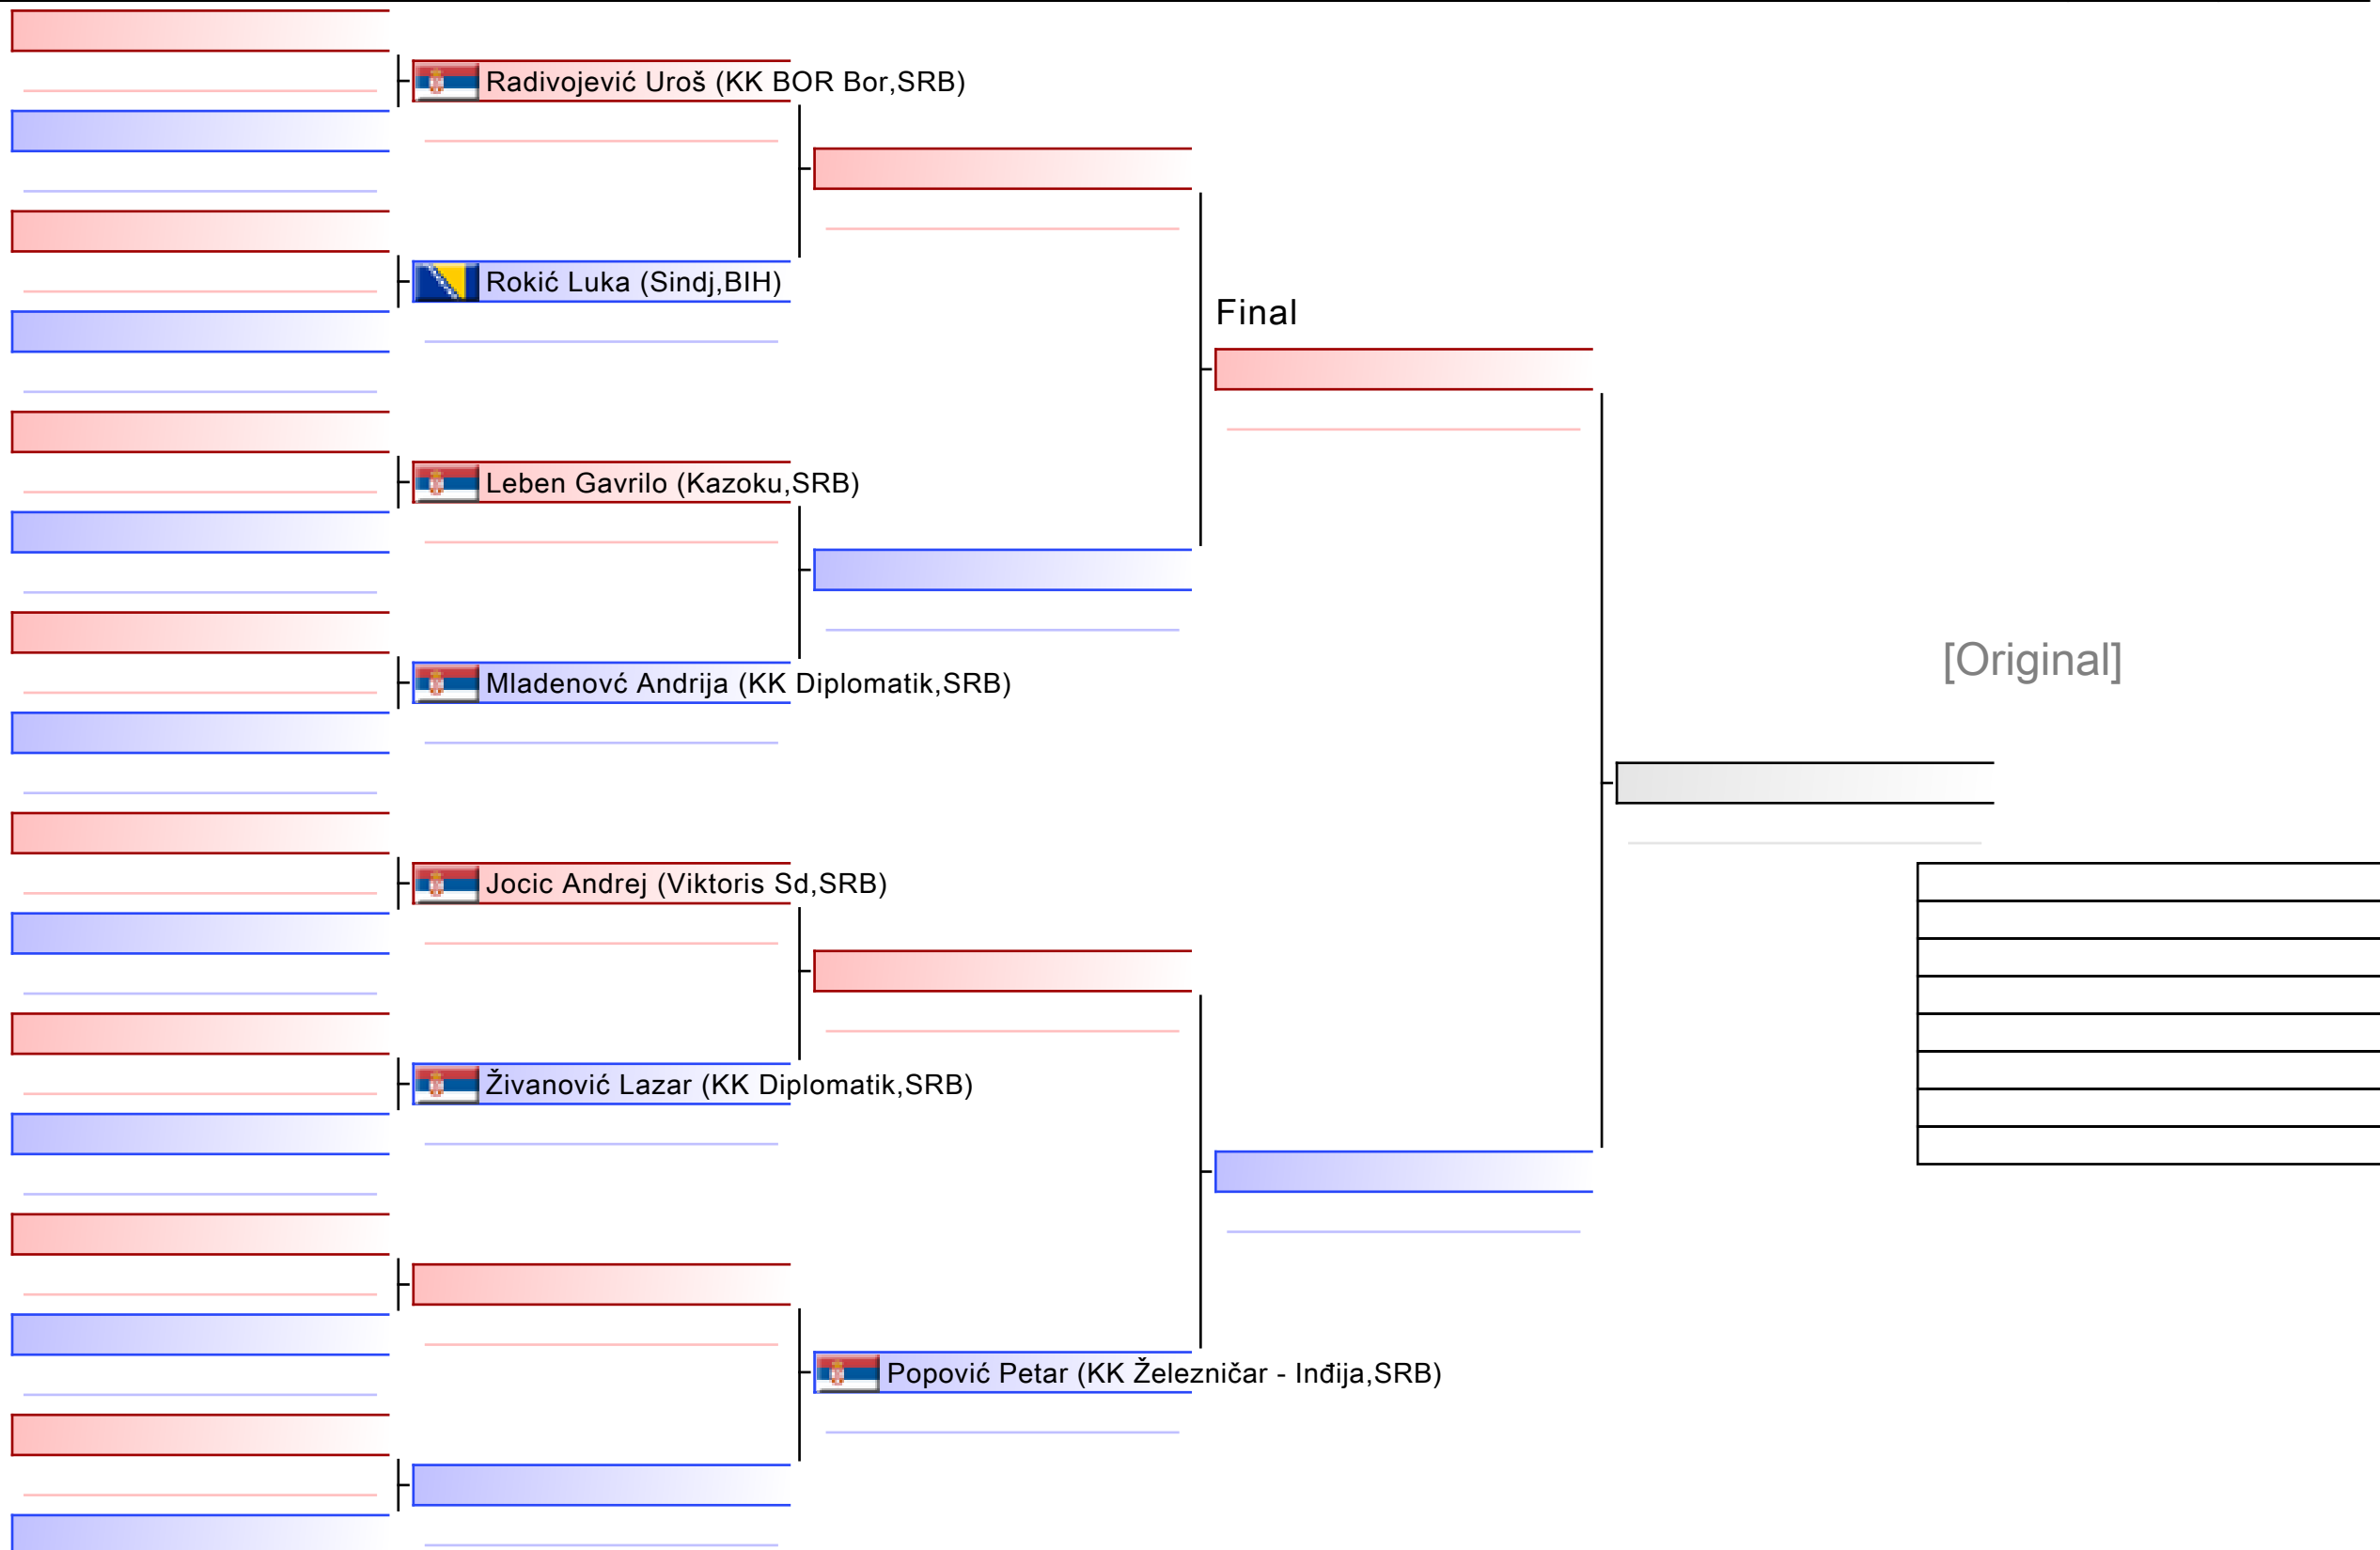 Radivojević Uroš (KK BOR Bor,SRB)
Rokić Luka (Sindj,BIH)
Final
Leben Gavrilo (Kazoku,SRB)
[Original]
Mladenovć Andrija (KK Diplomatik,SRB)
Jocic Andrej (Viktoris Sd,SRB)
Živanović Lazar (KK Diplomatik,SRB)
Popović Petar (KK Železničar - Inđija,SRB)